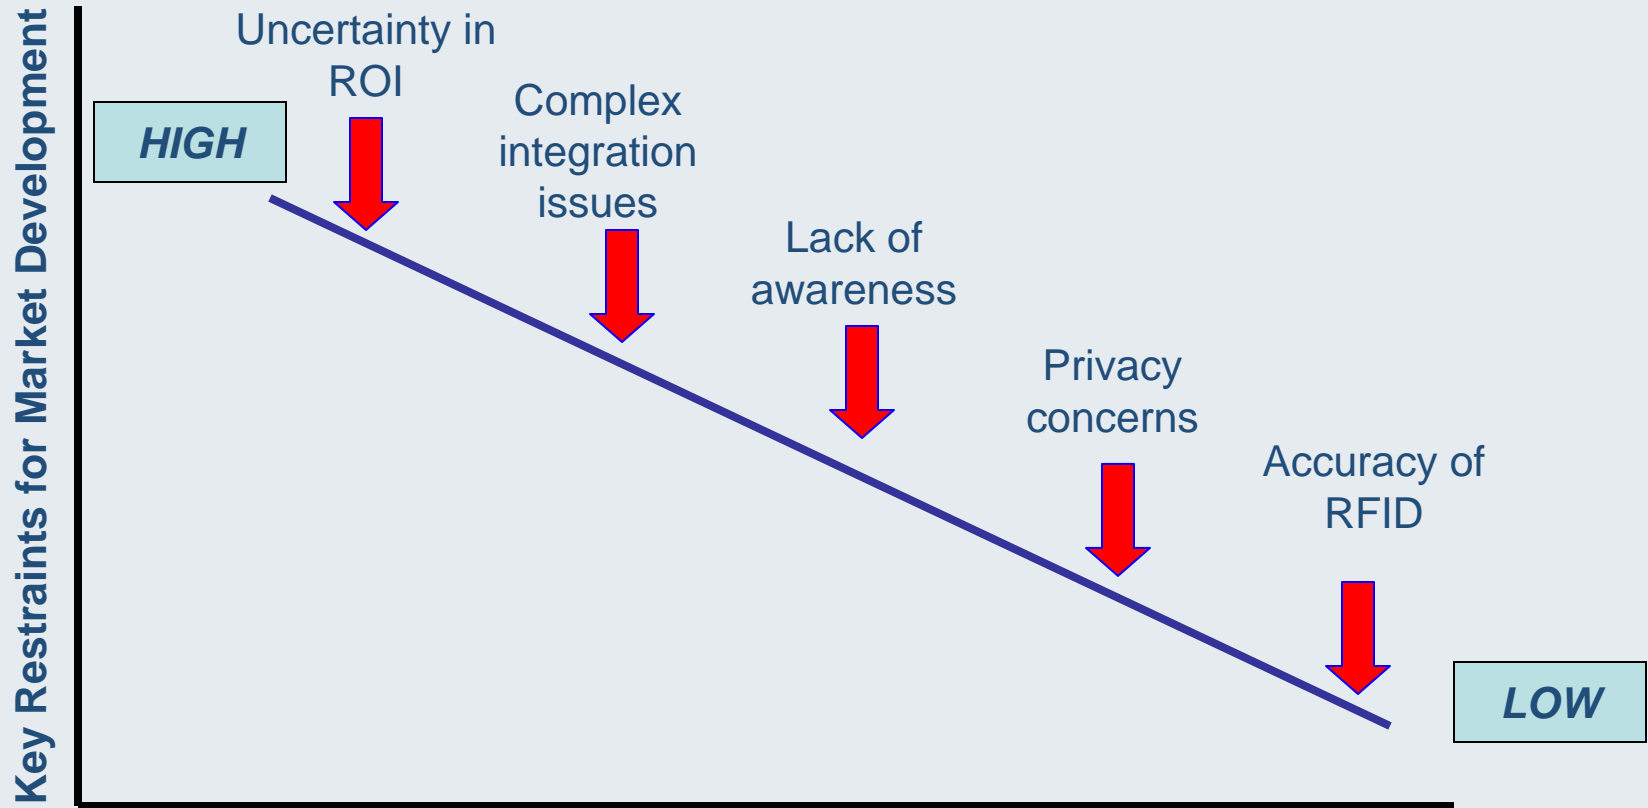 Key Restraints for Market Development
Uncertainty in
ROI
HIGH
Complex
integration
issues
Lack of
awareness
Privacy
concerns
Accuracy of
RFID
LOW